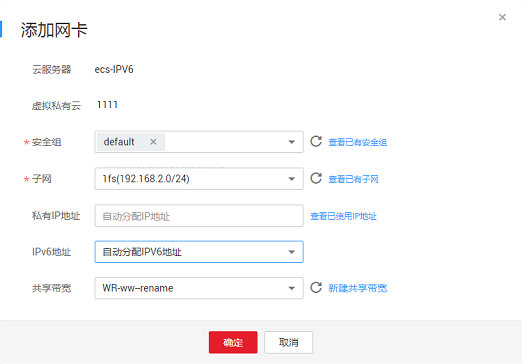 添加网卡
云服务器 ecs-IPV6
虚拟私有云 1111
* 安全组 default × 查看已有安全组
* 子网 1fs(192.168.2.0/24) 查看已有子网
私有IP地址 自动分配IP地址 查看已使用IP地址
IPv6地址 自动分配IPV6地址
共享带宽 WR-ww--rename 新建共享带宽
确定 取消